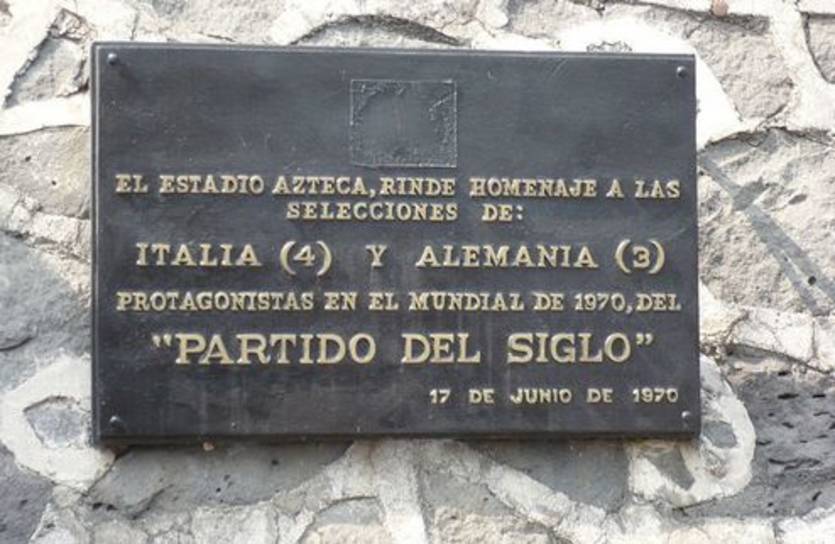 EL ESTADIO AZTECA, RINDE HOMENAJE A LAS
SELECCIONES DE:
ITALIA (4) Y ALEMANIA (3)
PROTAGONISTAS EN EL MUNDIAL DE 1970, DEL
"PARTIDO DEL SIGLO"
17 DE JUNIO DE 1970